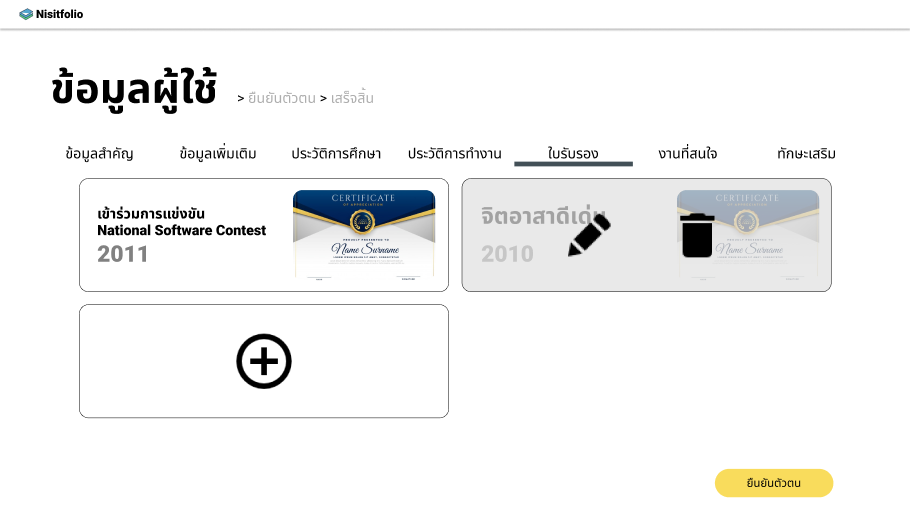 Nisitfolio
ข้อมูลผู้ใช้ > ยืนยันตัวตน > เสร็จสิ้น
ข้อมูลสำคัญ ข้อมูลเพิ่มเติม ประวัติการศึกษา ประวัติการทำงาน ใบรับรอง งานที่สนใจ ทักษะเสริม
เข้าร่วมการแข่งขัน
National Software Contest
2011
CERTIFICATE
OF APPRECIATION
PROUDLY PRESENTED TO
Name Surname
จิตอาสาดีเด่น
2010
CERTIFICATE
OF APPRECIATION
PROUDLY PRESENTED TO
Name Surname
ยืนยันตัวตน